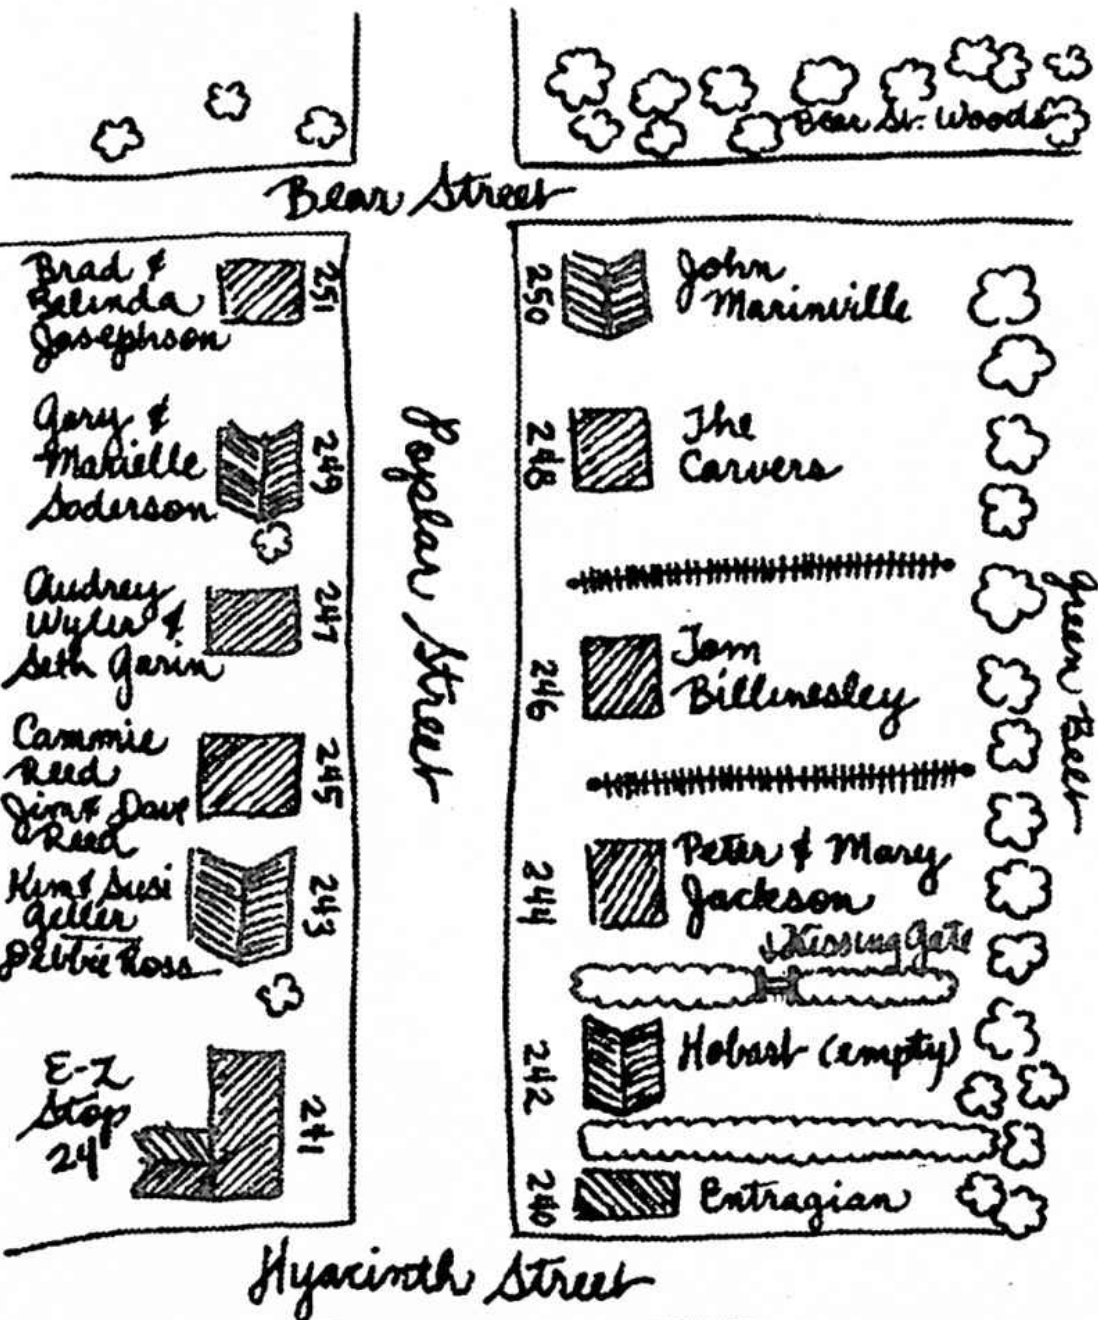 Bear St. Woods
Bear Street
Brad &
Belinda
Josephson
251
250
John
Marinville
Gary &
Marielle
Soderson
249
Poplar Street
248
The
Carvers
Audrey
Wyler &
Seth Garin
247
246
Tom
Billingsley
Green Belt
Cammie
Reed
Jim & Dave
Reed
245
244
Peter & Mary
Jackson
Kim & Susi
Geller
Debbie Ross
243
Kissing Gate
242
Hobart (empty)
E-Z
Stop
24
241
240
Entragian
Hyacinth Street